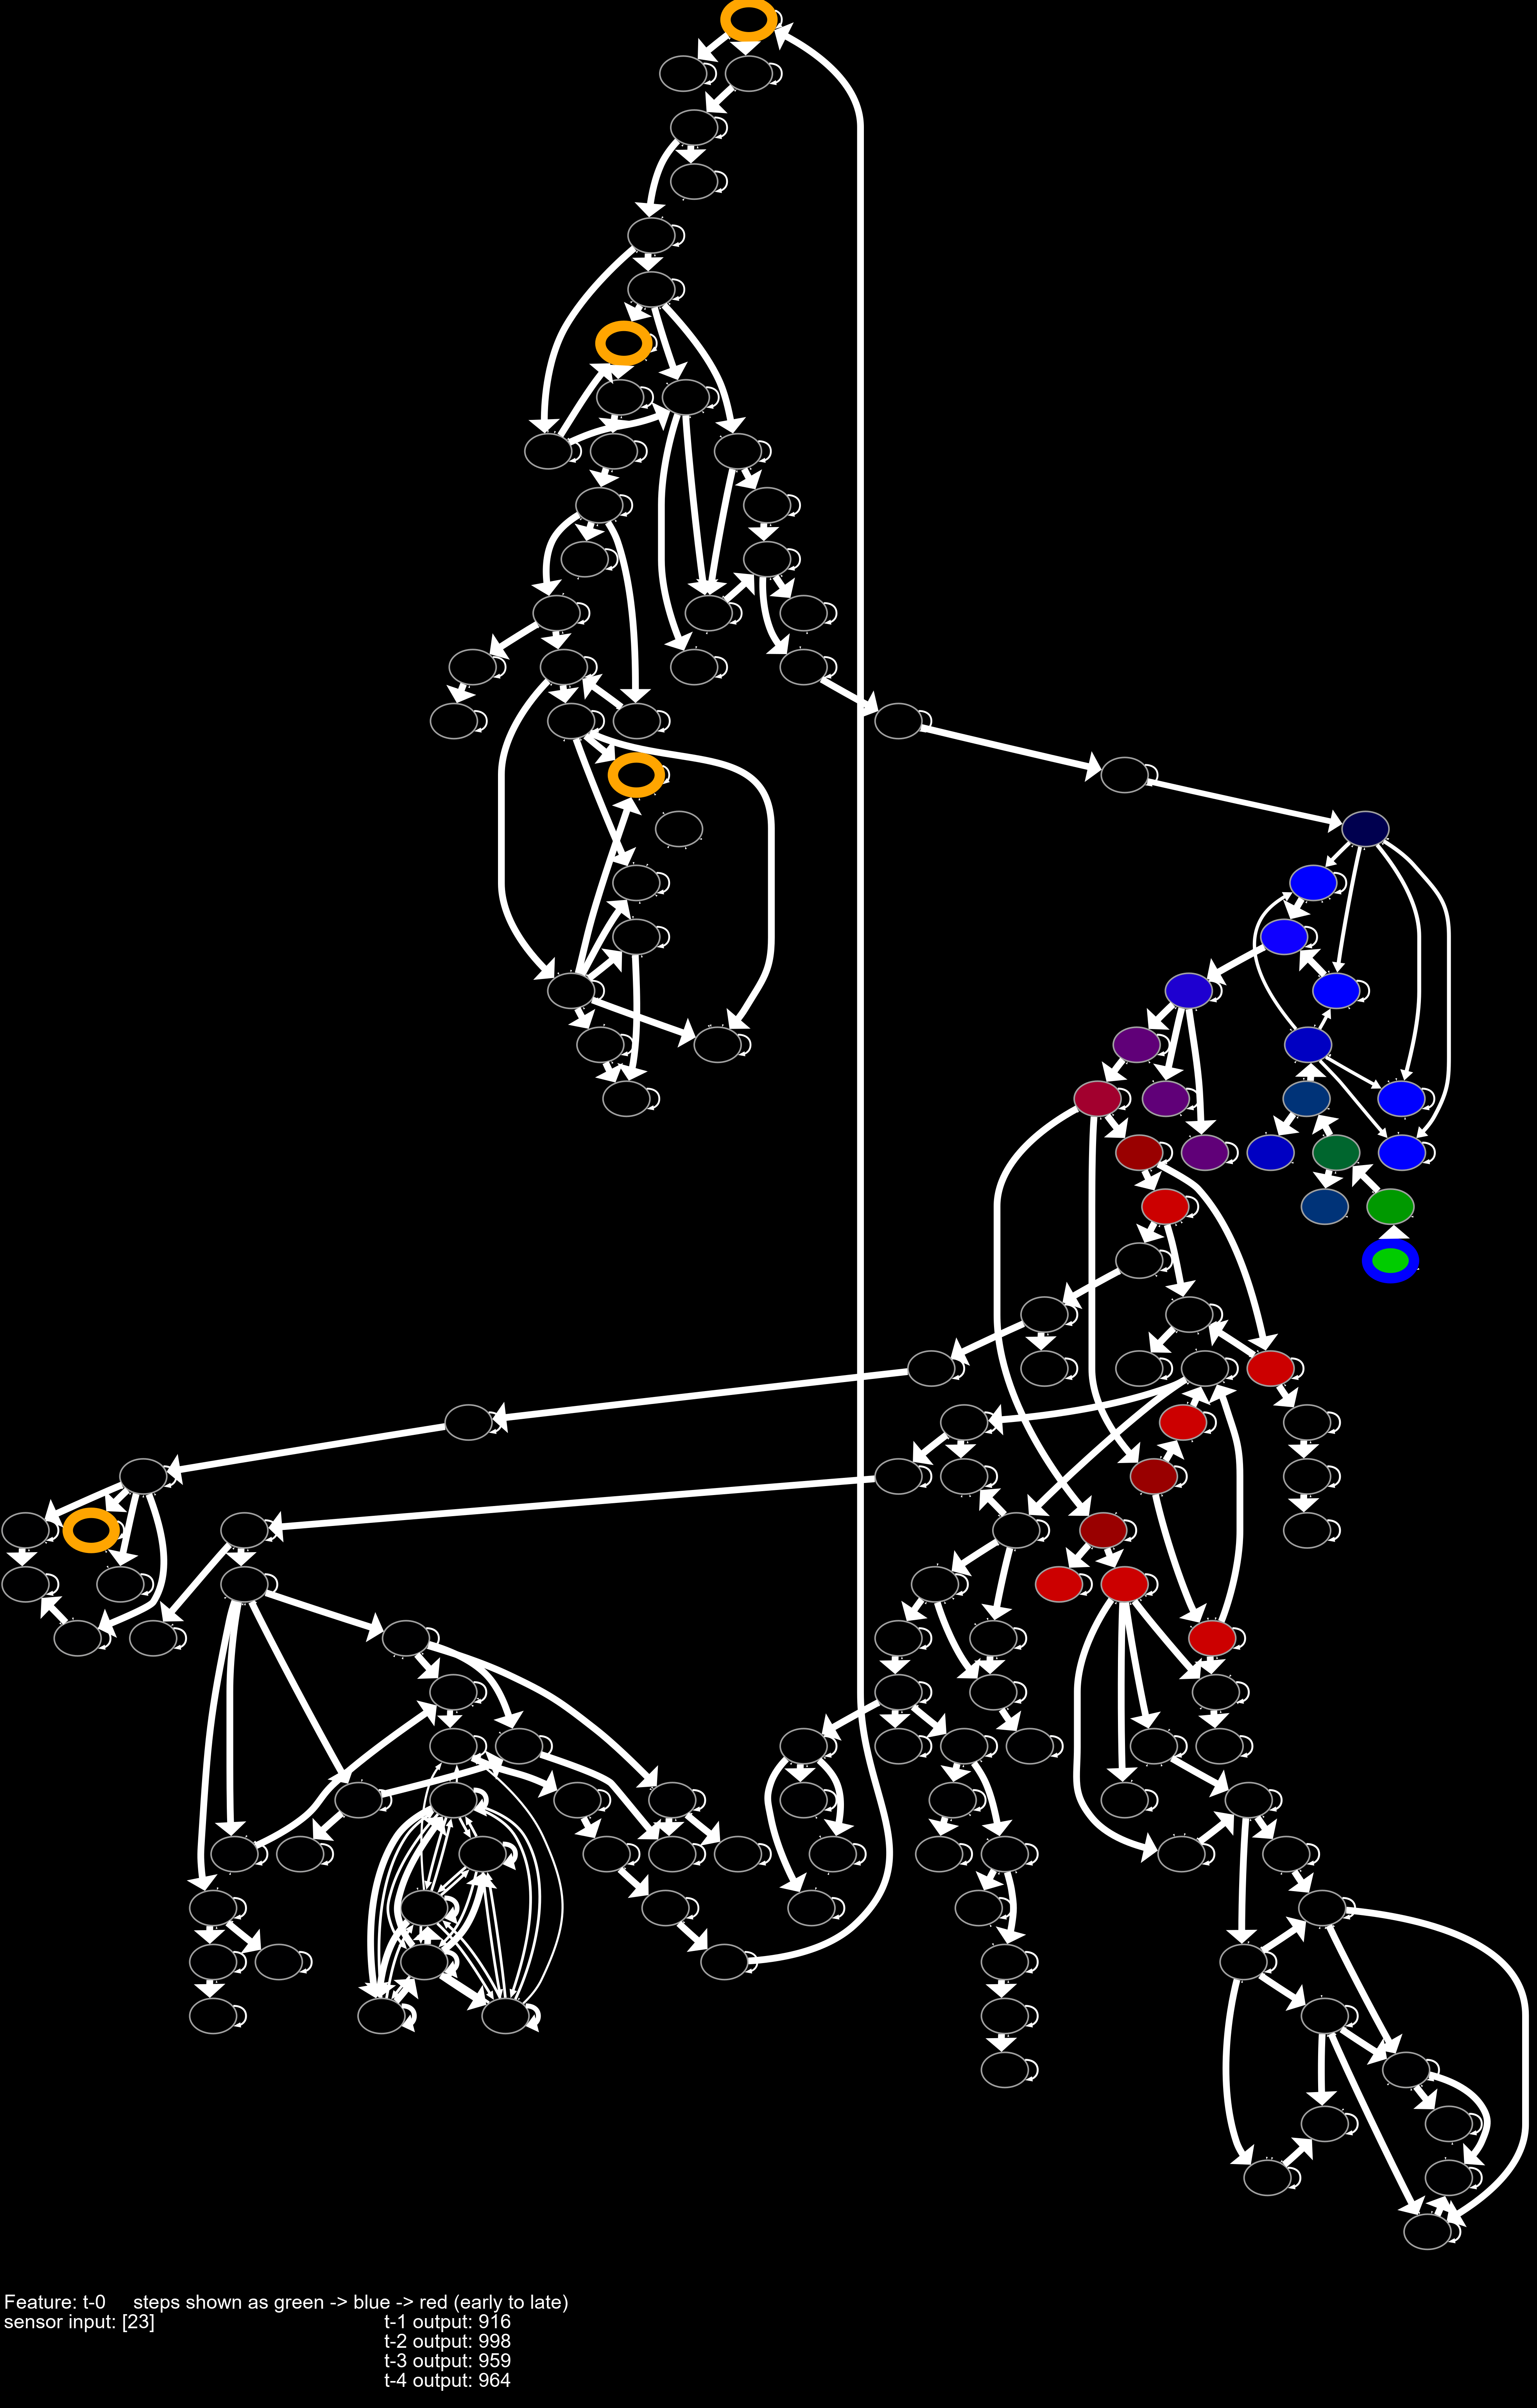 Feature: t-0 steps shown as green -> blue -> red (early to late)
sensor input: [23] t-1 output: 916
t-2 output: 998
t-3 output: 959
t-4 output: 964